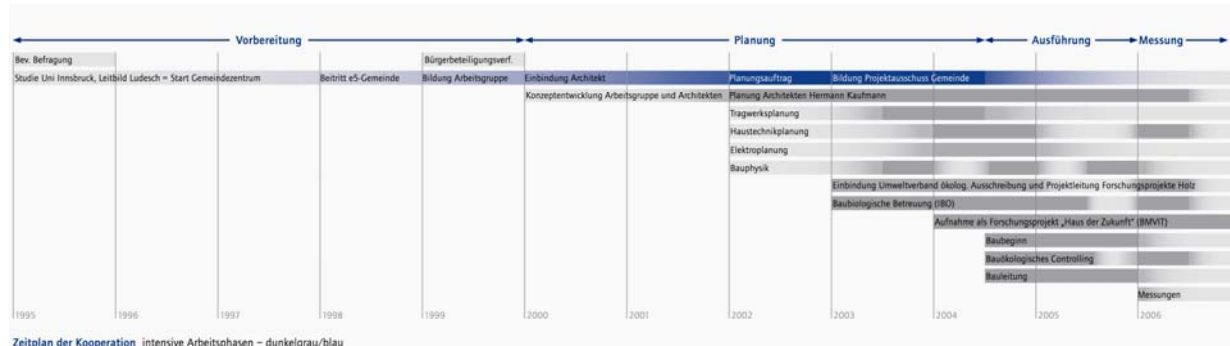 Vorbereitung Planung Ausführung Messung
Bev. Befragung Bürgerbeteiligungsverf.
Studie Uni Innsbruck, Leitbild Ludesch = Start Gemeindezentrum Beitritt e5-Gemeinde Bildung Arbeitsgruppe Einbindung Architekt Planungsauftrag Bildung Projektausschuss Gemeinde
Konzeptentwicklung Arbeitsgruppe und Architekten Planung Architekten Hermann Kaufmann
Tragwerksplanung
Haustechnikplanung
Elektroplanung
Bauphysik
Einbindung Umweltverband ökolog. Ausschreibung und Projektleitung Forschungsprojekte Holz
Baubiologische Betreuung (IBO)
Aufnahme als Forschungsprojekt „Haus der Zukunft" (BMVIT)
Baubeginn
Bauökologisches Controlling
Bauleitung
Messungen
1995 1996 1997 1998 1999 2000 2001 2002 2003 2004 2005 2006
Zeitplan der Kooperation intensive Arbeitsphasen – dunkelgrau/blau